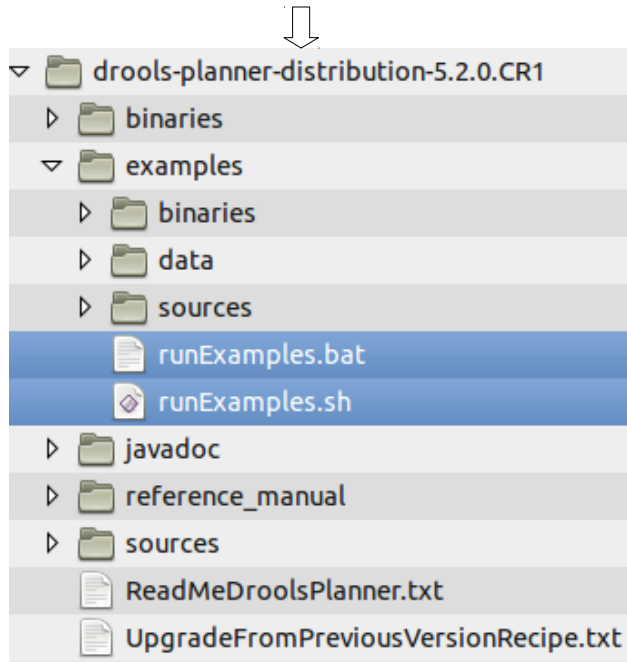 drools-planner-distribution-5.2.0.CR1
binaries
examples
binaries
data
sources
runExamples.bat
runExamples.sh
javadoc
reference_manual
sources
ReadMeDroolsPlanner.txt
UpgradeFromPreviousVersionRecipe.txt